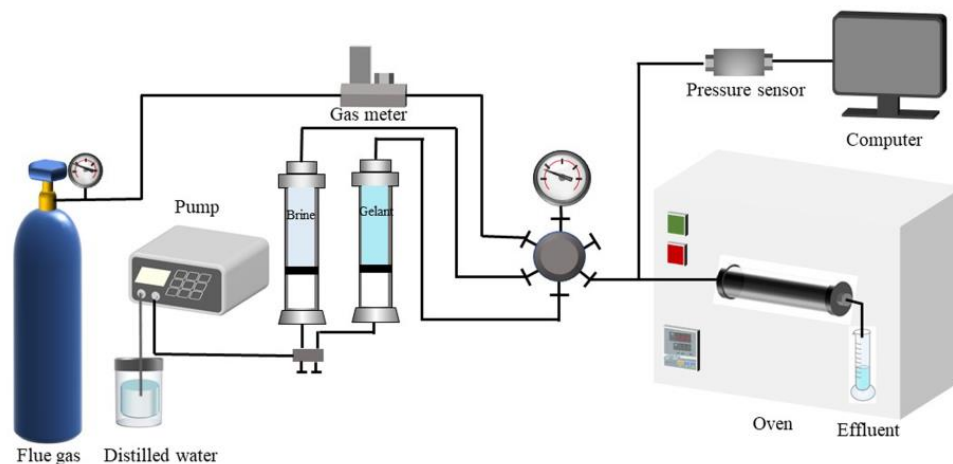 Gas meter
Pressure sensor
Computer
Pump
Brine
Gelant
Flue gas
Distilled water
Oven
Effluent